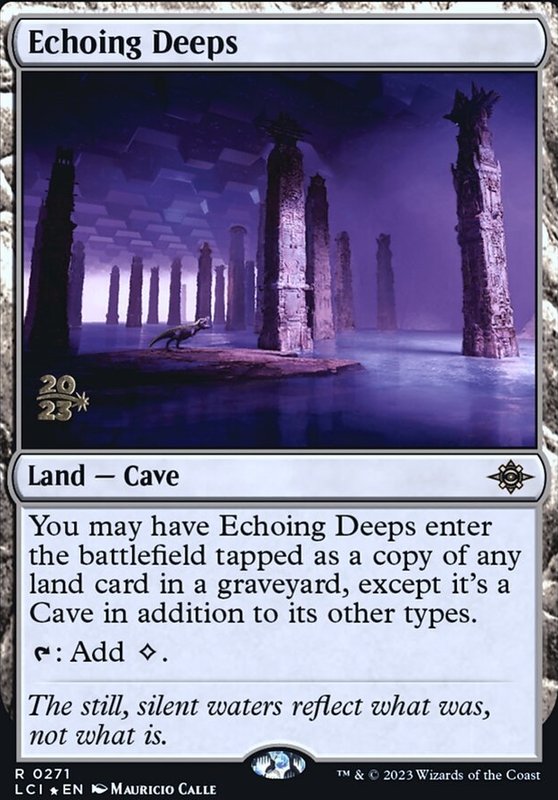 Echoing Deeps
20
23
Land — Cave
You may have Echoing Deeps enter
the battlefield tapped as a copy of any
land card in a graveyard, except it's a
Cave in addition to its other types.
: Add .
The still, silent waters reflect what was,
not what is.
R 0271
LCI ★ EN Mauricio Calle
™ & © 2023 Wizards of the Coast